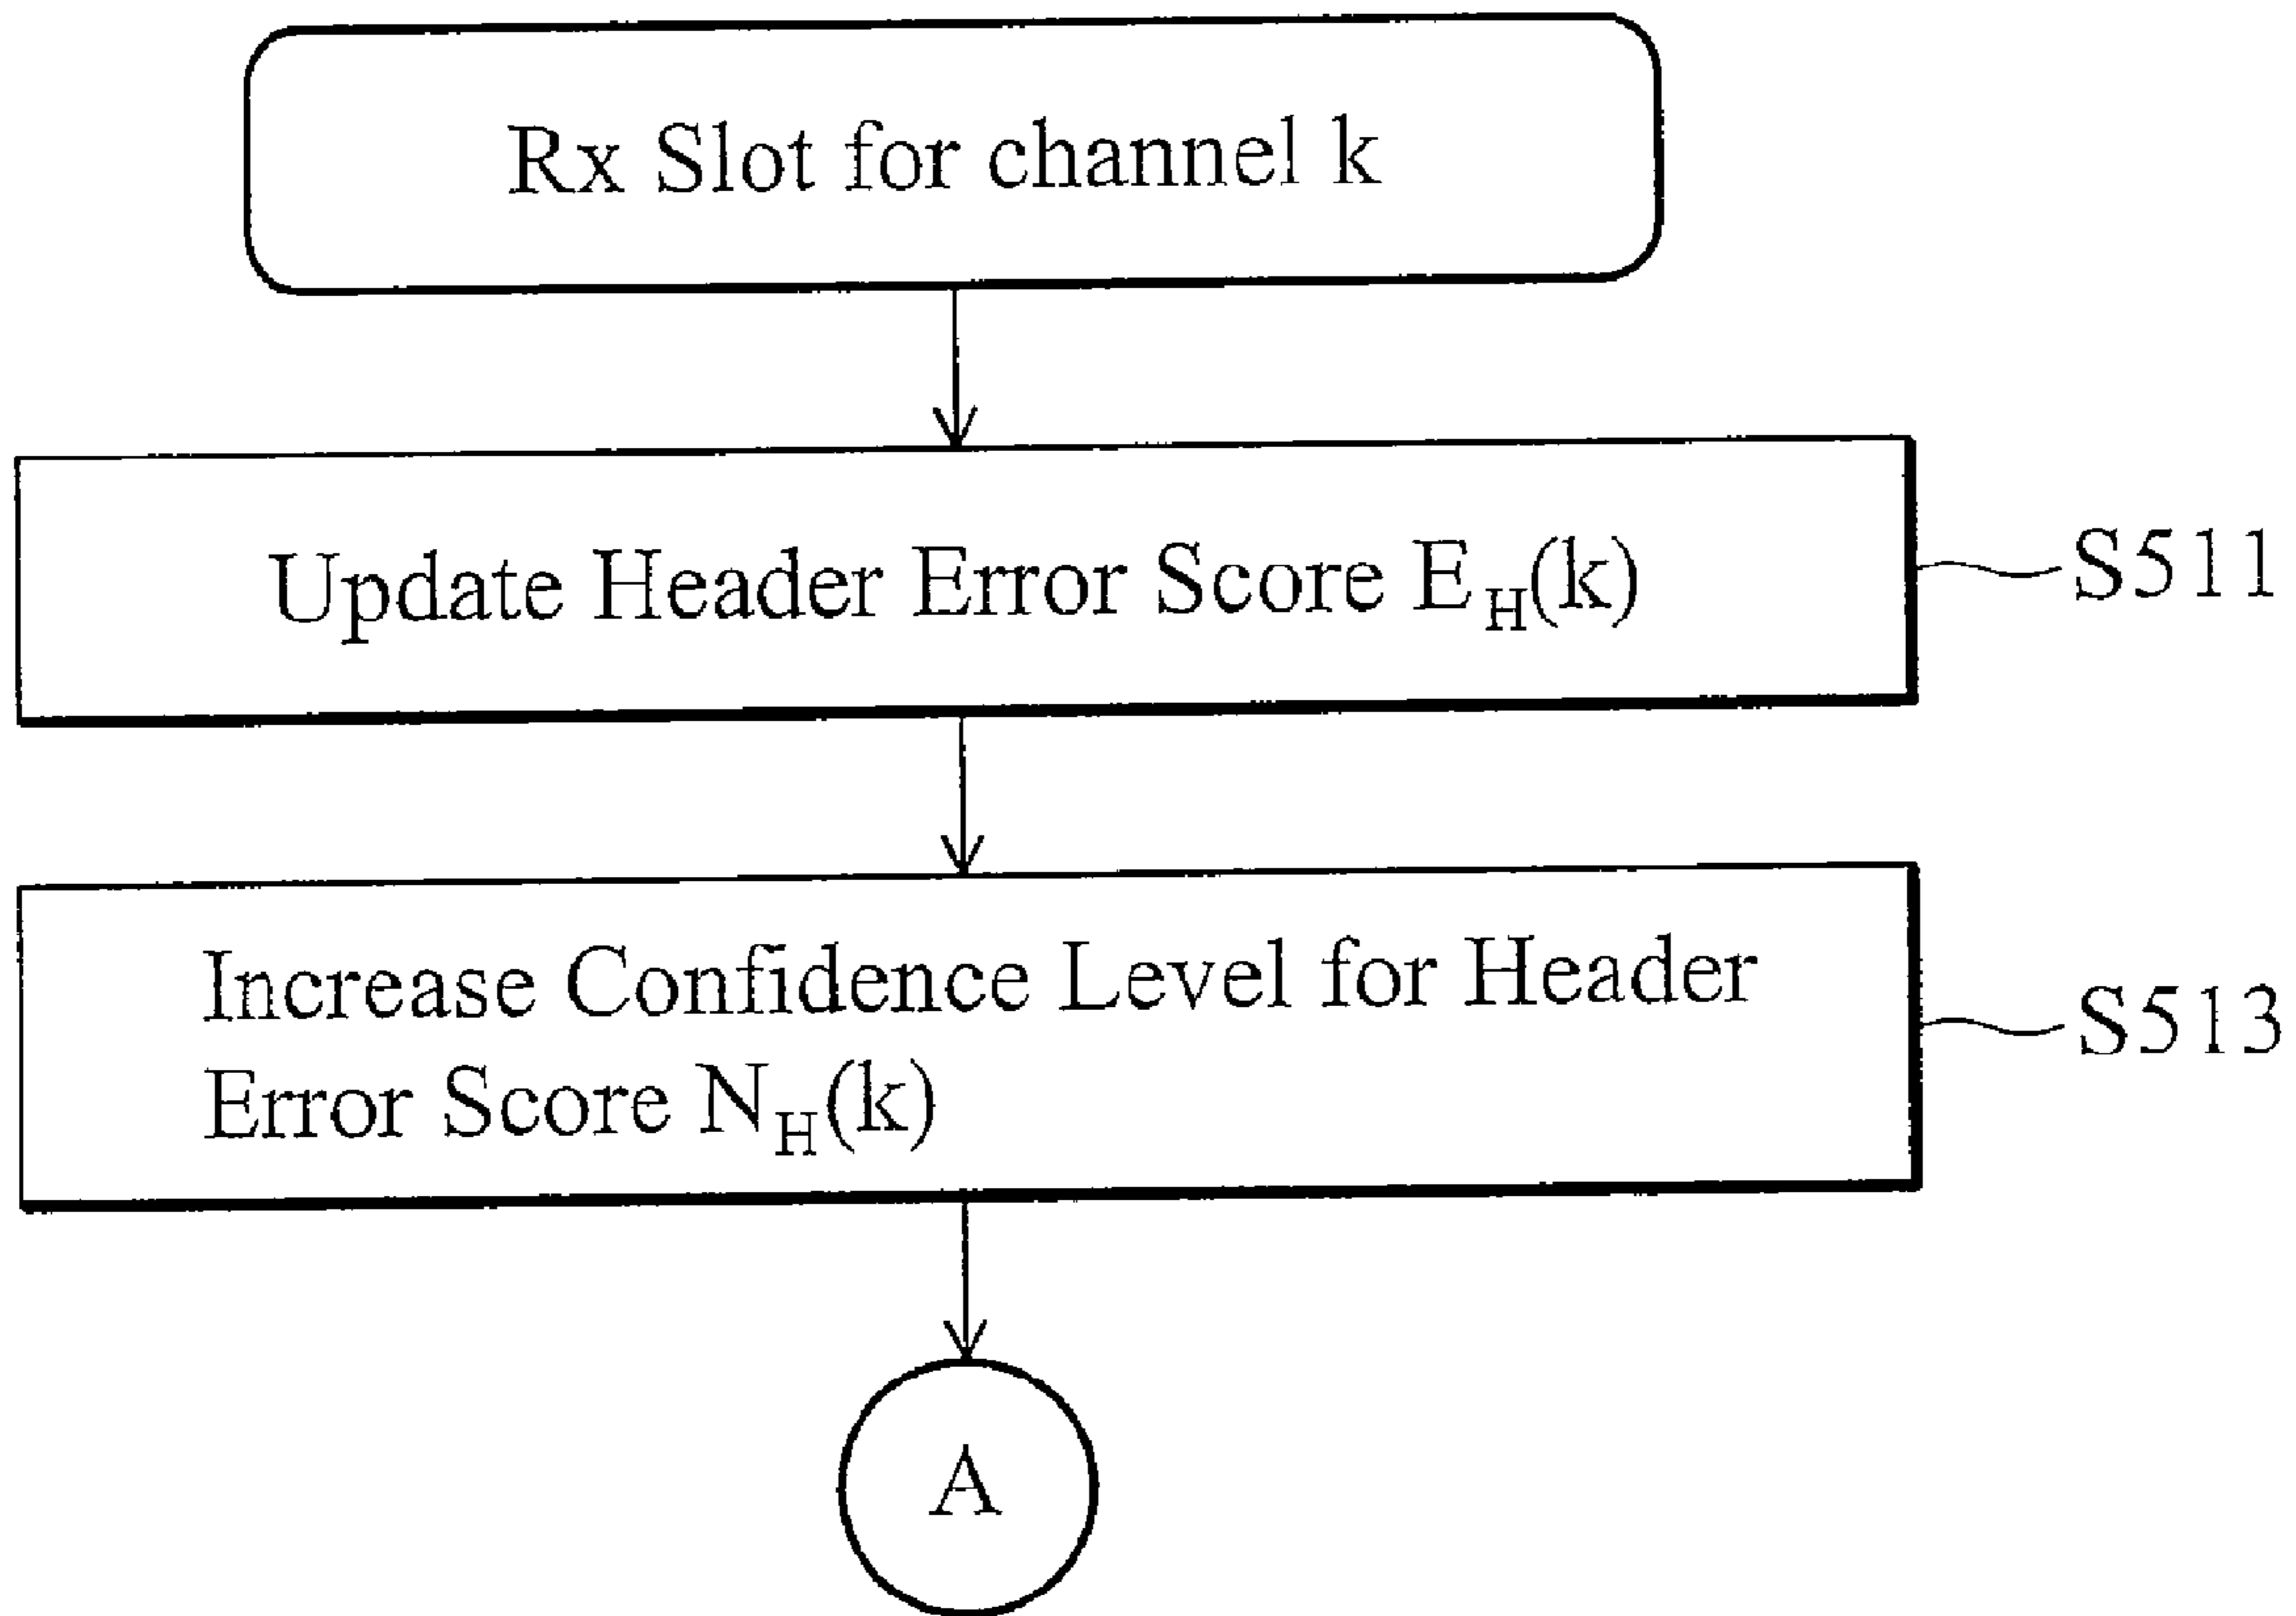 Rx Slot for channel k
Update Header Error Score E_H(k)
S511
Increase Confidence Level for Header
Error Score N_H(k)
S513
A